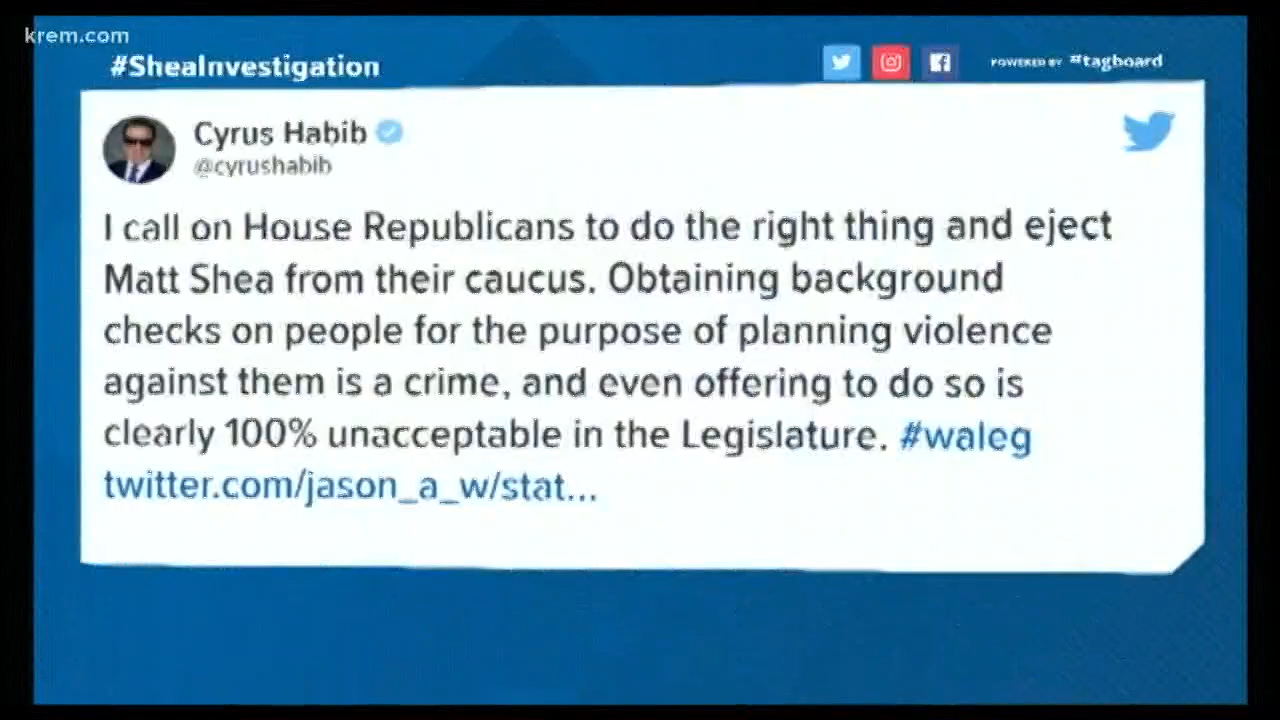 krem.com
#SheaInvestigation
POWERED BY #tagboard
Cyrus Habib
@cyrushabib
I call on House Republicans to do the right thing and eject
Matt Shea from their caucus. Obtaining background
checks on people for the purpose of planning violence
against them is a crime, and even offering to do so is
clearly 100% unacceptable in the Legislature. #waleg
twitter.com/jason_a_w/stat...